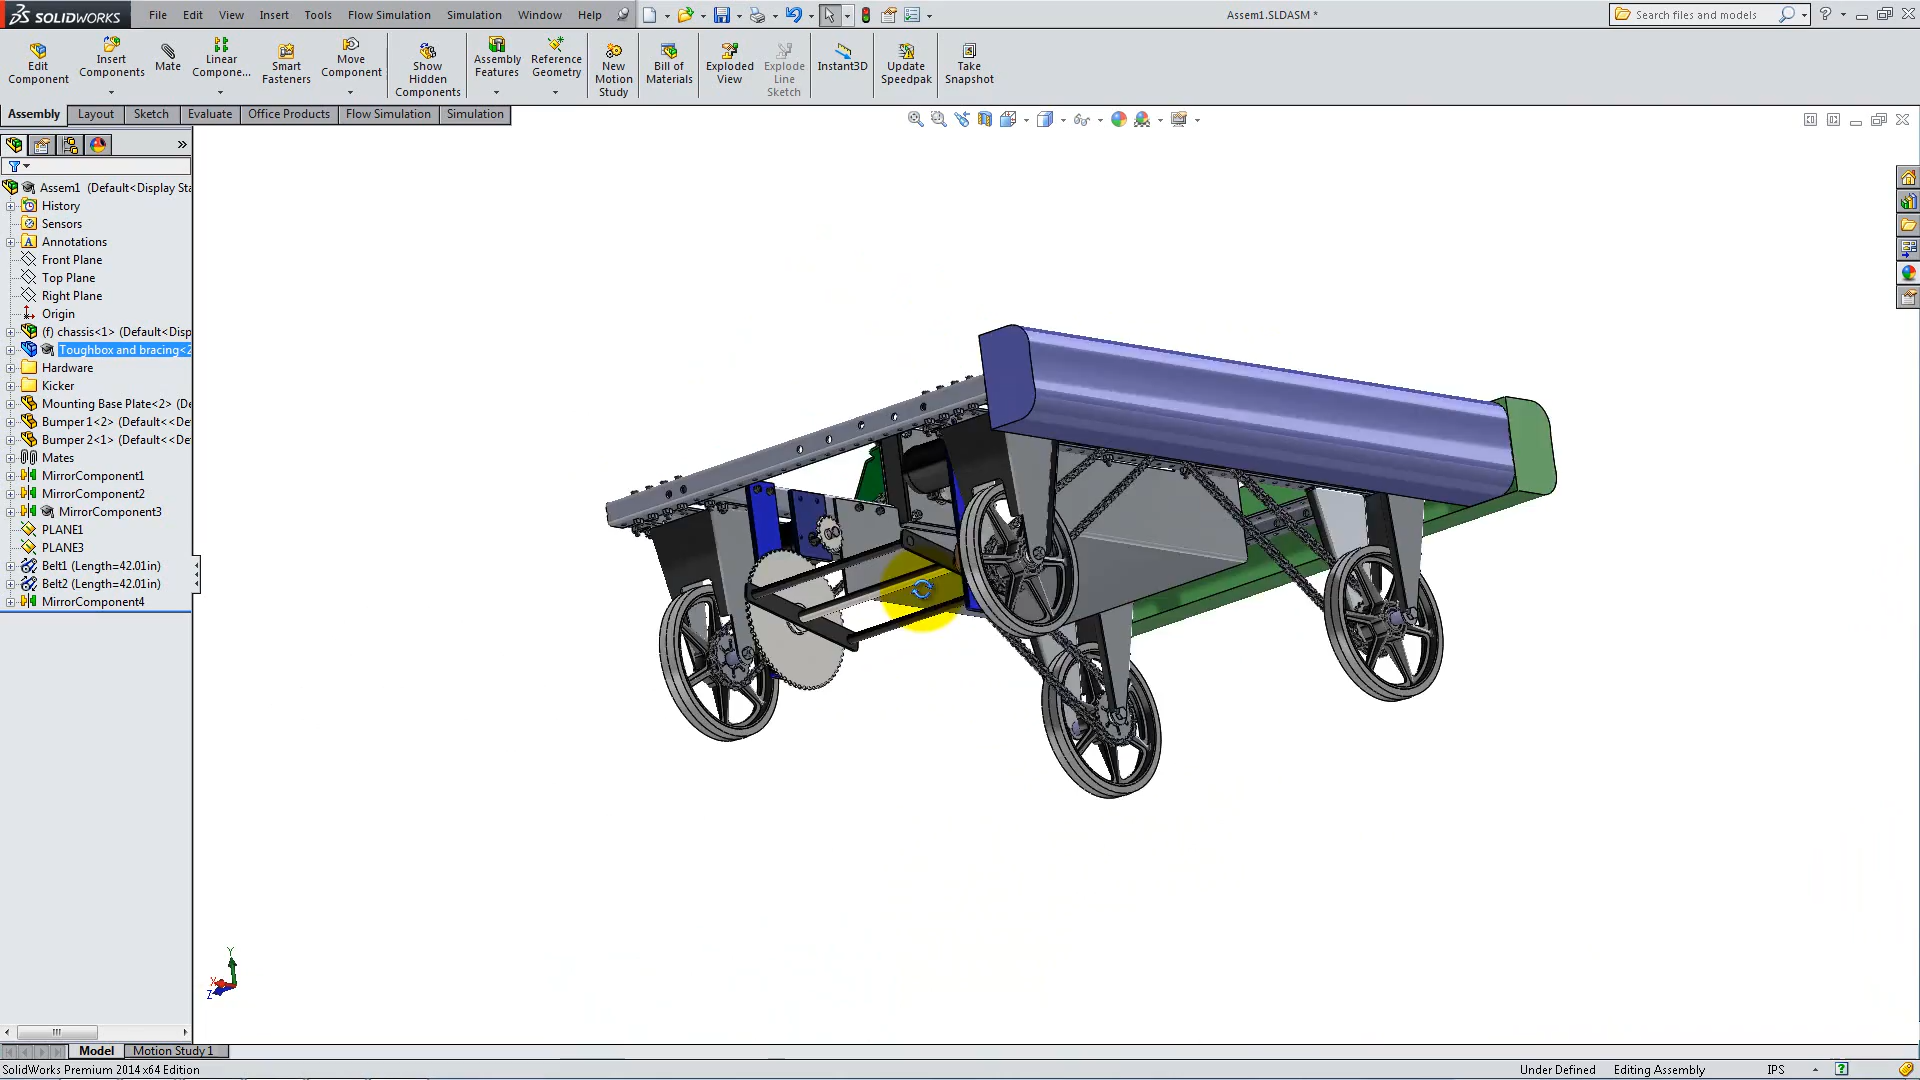 SOLIDWORKS File Edit View Insert Tools Flow Simulation Simulation Window Help Assem1.SLDASM * Search files and models
Edit Component
Insert Components
Mate
Linear Compone...
Smart Fasteners
Move Component
Show Hidden Components
Assembly Features
Reference Geometry
New Motion Study
Bill of Materials
Exploded View
Explode Line Sketch
Instant3D
Update Speedpak
Take Snapshot
Assembly Layout Sketch Evaluate Office Products Flow Simulation Simulation
Assem1 (Default<Display Sta
History
Sensors
Annotations
Front Plane
Top Plane
Right Plane
Origin
(f) chassis<1> (Default<Disp
Toughbox and bracing<2
Hardware
Kicker
Mounting Base Plate<2> (De
Bumper 1<2> (Default<<De
Bumper 2<1> (Default<<De
Mates
MirrorComponent1
MirrorComponent2
MirrorComponent3
PLANE1
PLANE3
Belt1 (Length=42.01in)
Belt2 (Length=42.01in)
MirrorComponent4
Y
X
Z
Model Motion Study 1
SolidWorks Premium 2014 x64 Edition Under Defined Editing Assembly IPS